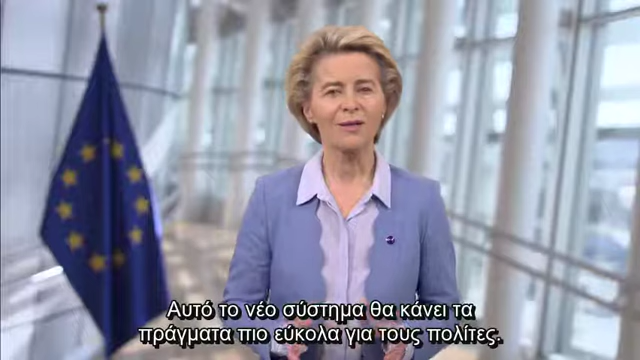 Αυτό το νέο σύστημα θα κάνει τα
πράγματα πιο εύκολα για τους πολίτες.